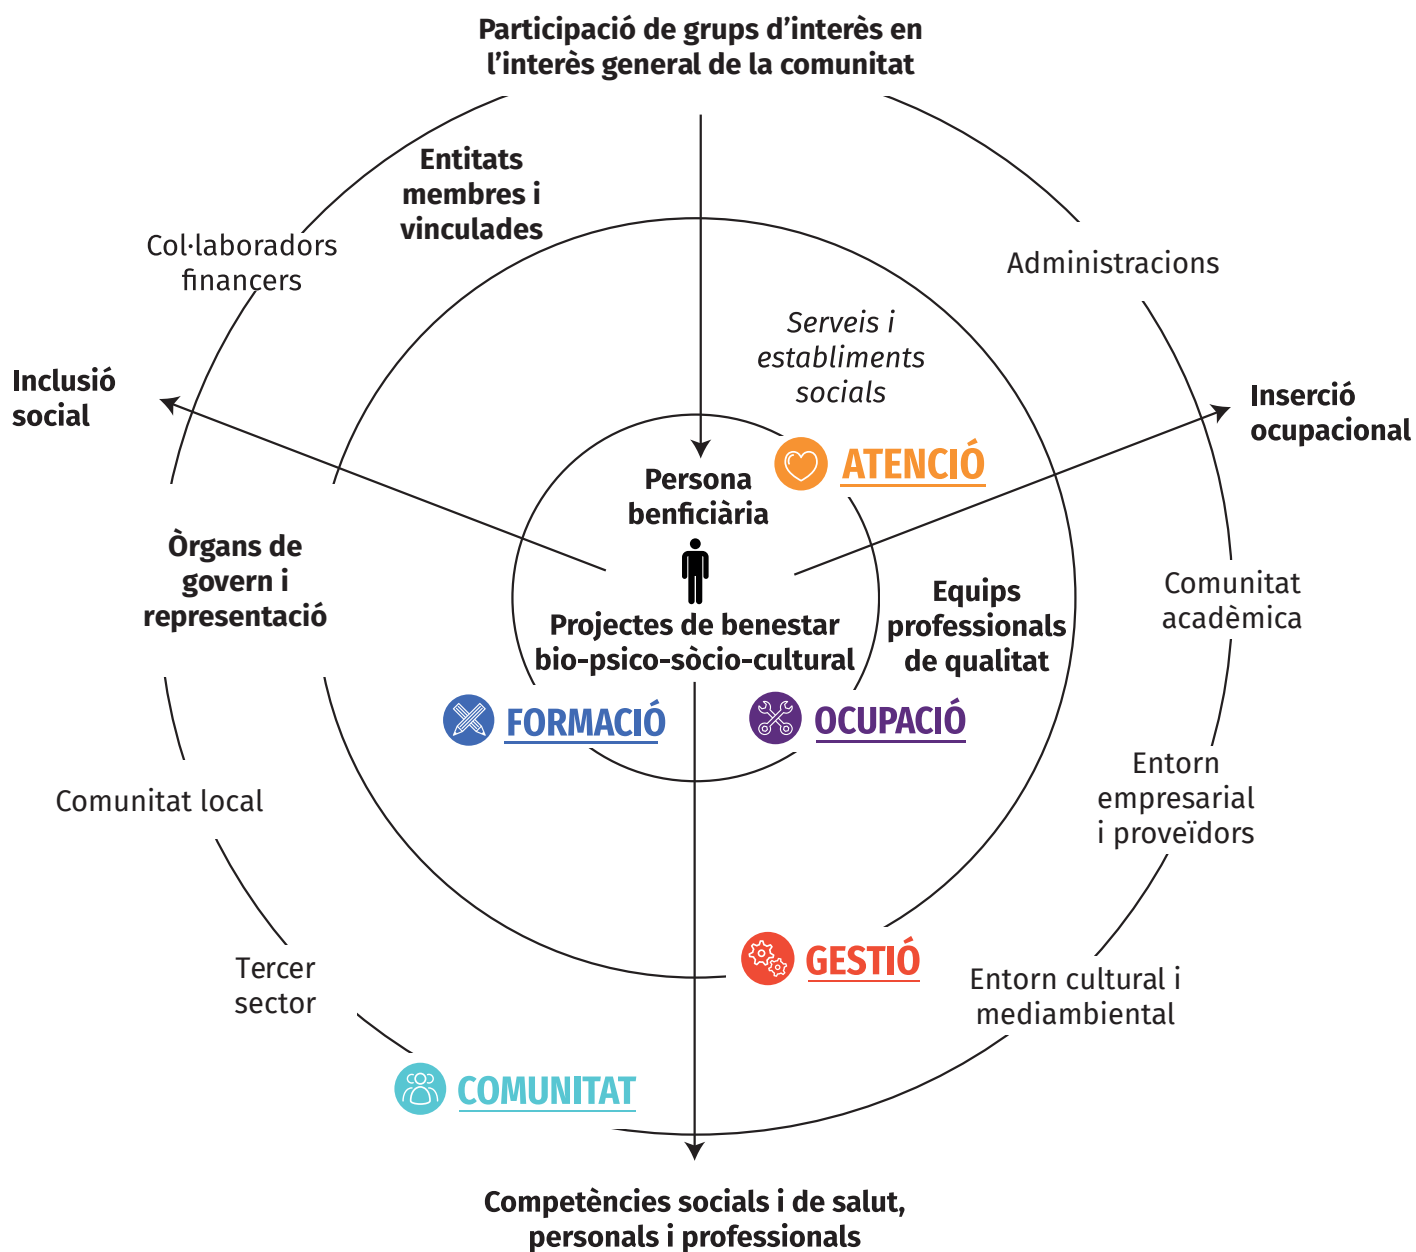 Participació de grups d’interès en
l’interès general de la comunitat
Entitats
membres i
vinculades
Col·laboradors
financers
Administracions
Serveis i
establiments
socials
Inclusió
social
Inserció
ocupacional
ATENCIÓ
Persona
benficiària
Òrgans de
govern i
representació
Equips
professionals
de qualitat
Comunitat
acadèmica
Projectes de benestar
bio-psico-sòcio-cultural
FORMACIÓ
OCUPACIÓ
Comunitat local
Entorn
empresarial
i proveïdors
Tercer
sector
GESTIÓ
Entorn cultural i
mediambiental
COMUNITAT
Competències socials i de salut,
personals i professionals